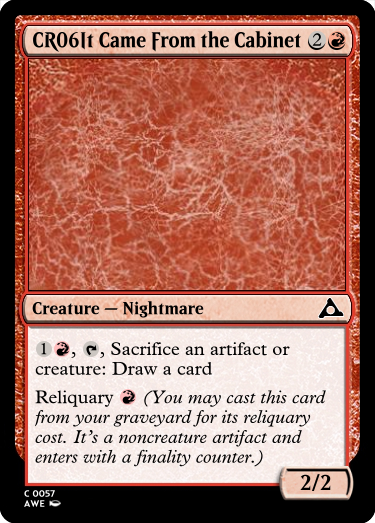 CR06It Came From the Cabinet 2
Creature — Nightmare
1, , Sacrifice an artifact or
creature: Draw a card
Reliquary (You may cast this card
from your graveyard for its reliquary
cost. It's a noncreature artifact and
enters with a finality counter.)
2/2
C 0057
AWE